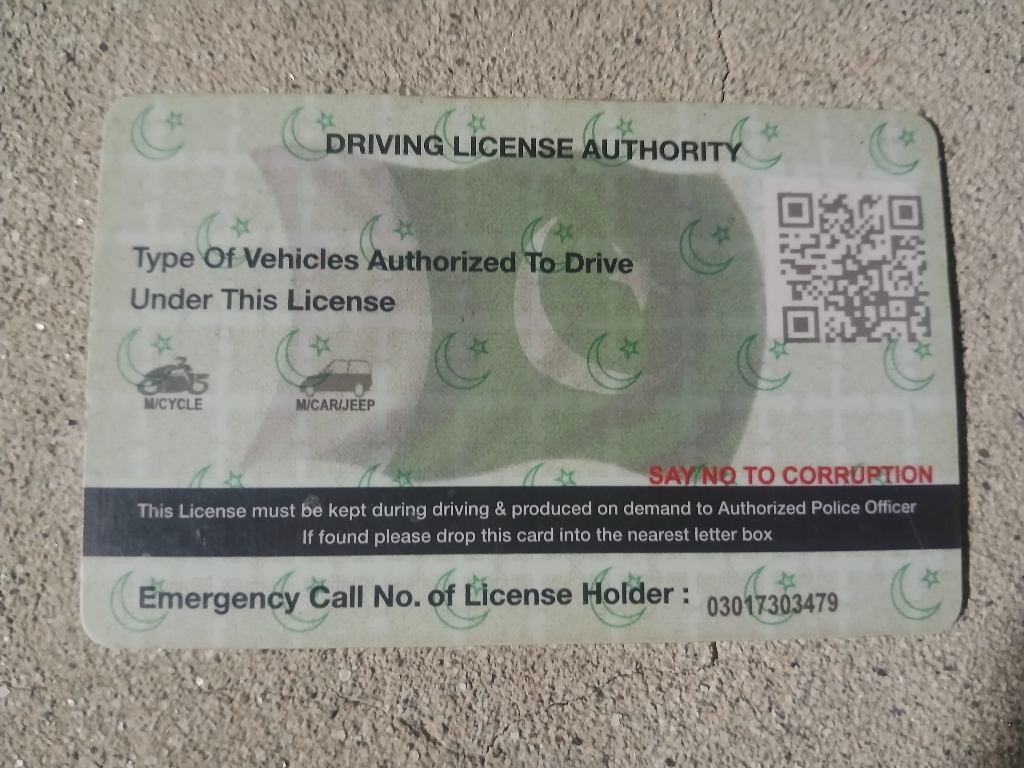 DRIVING LICENSE AUTHORITY
Type Of Vehicles Authorized To Drive
Under This License
M/CYCLE
M/CAR/JEEP
SAY NO TO CORRUPTION
This License must be kept during driving & produced on demand to Authorized Police Officer
If found please drop this card into the nearest letter box
Emergency Call No. of License Holder : 03017303479